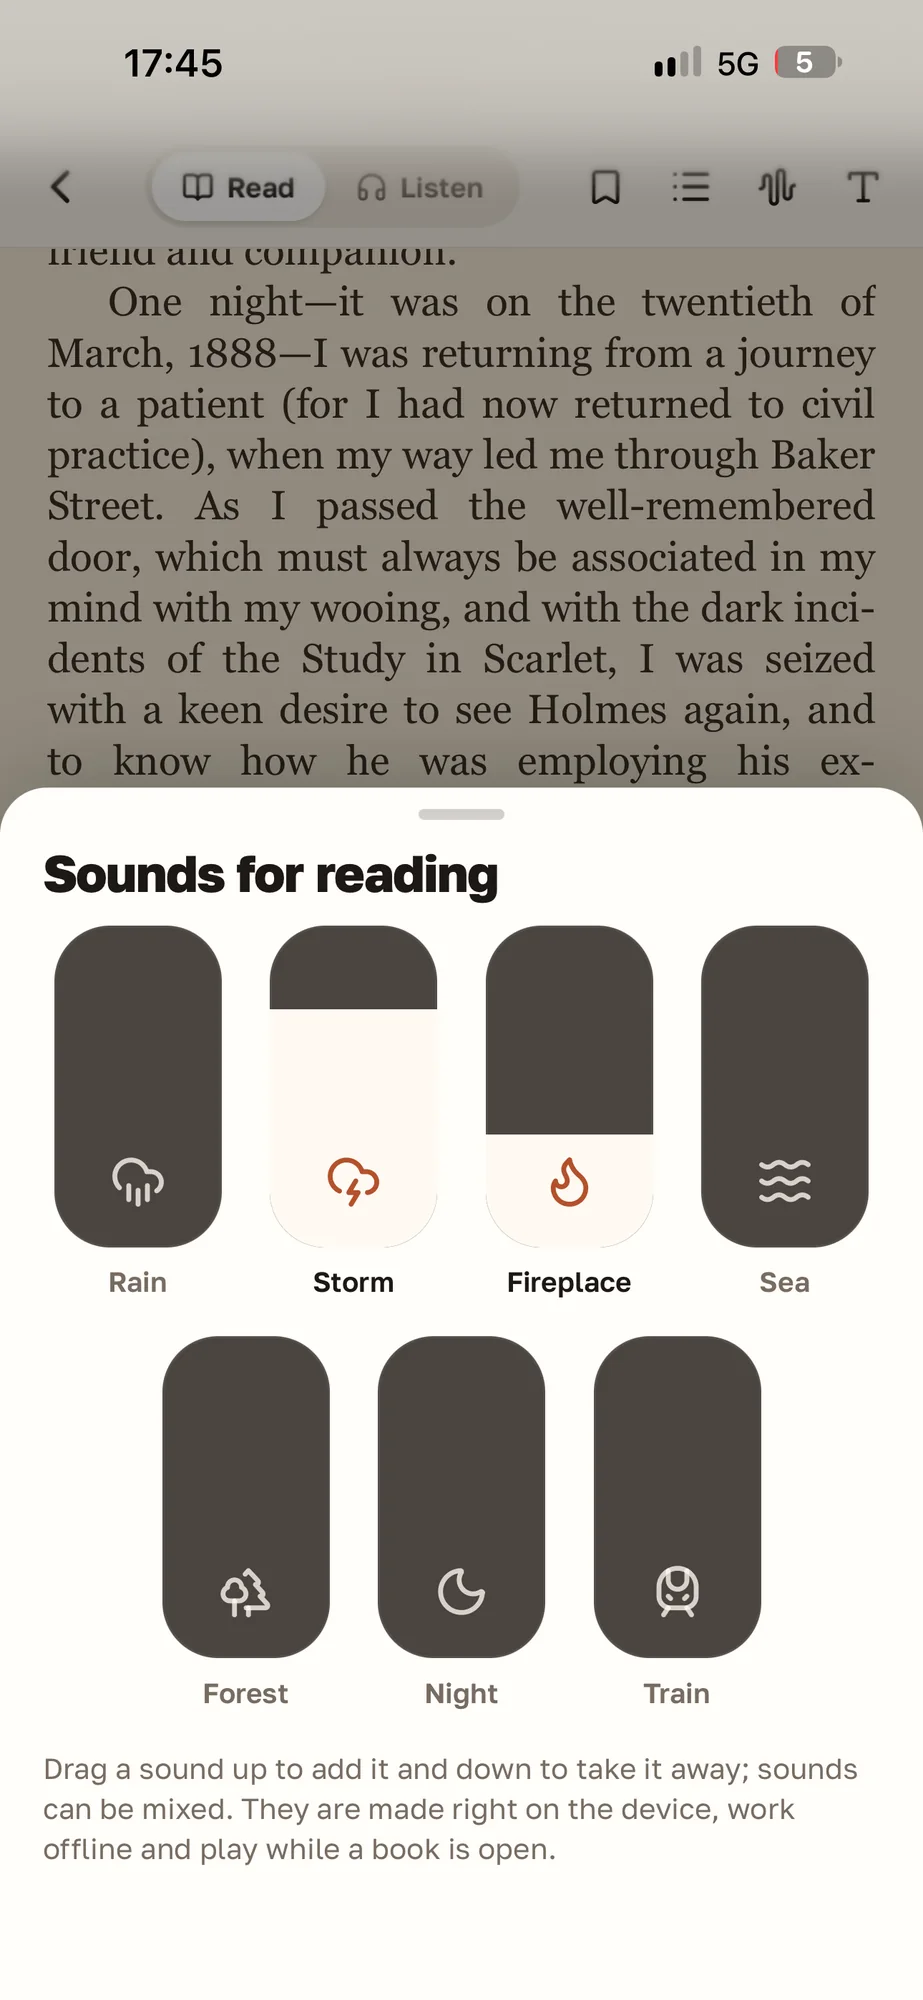 17:45 5G 5
Read Listen
friend and companion.
One night—it was on the twentieth of
March, 1888—I was returning from a journey
to a patient (for I had now returned to civil
practice), when my way led me through Baker
Street. As I passed the well-remembered
door, which must always be associated in my
mind with my wooing, and with the dark inci-
dents of the Study in Scarlet, I was seized
with a keen desire to see Holmes again, and
to know how he was employing his ex-
Sounds for reading
Rain Storm Fireplace Sea
Forest Night Train
Drag a sound up to add it and down to take it away; sounds
can be mixed. They are made right on the device, work
offline and play while a book is open.